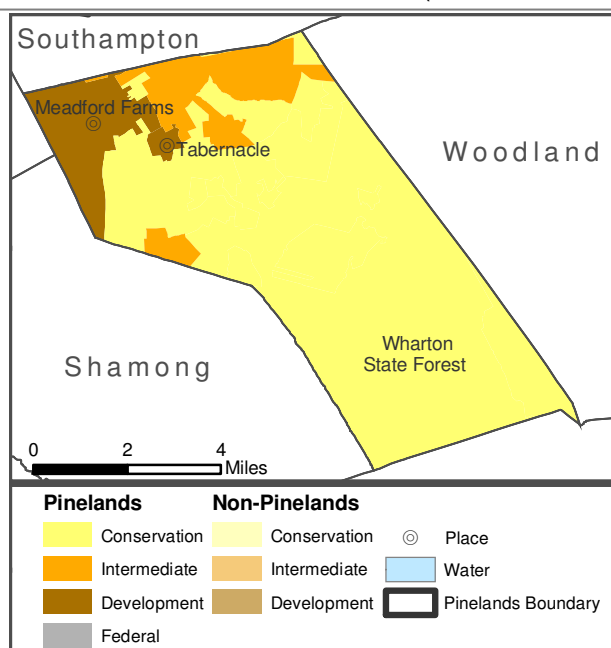 Southampton
Meadford Farms
Tabernacle
Woodland
Wharton
State Forest
Shamong
0 2 4
Miles
Pinelands Non-Pinelands
Conservation Conservation Place
Intermediate Intermediate Water
Development Development Pinelands Boundary
Federal